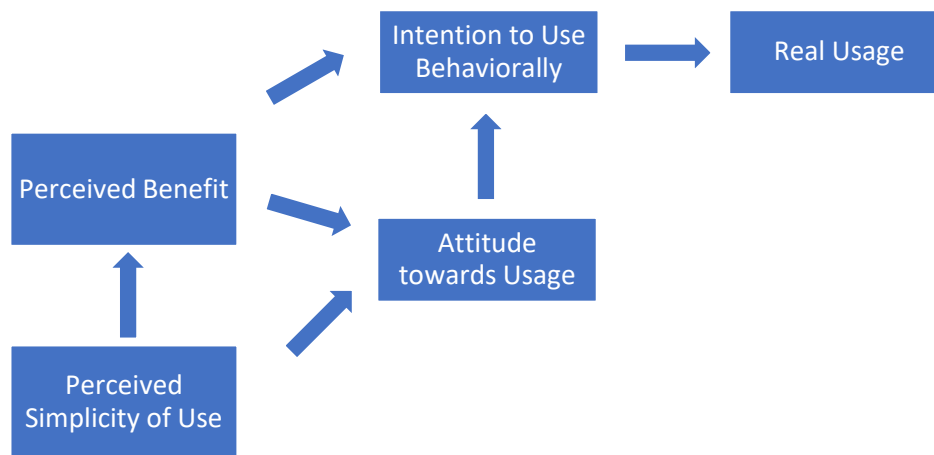 Intention to Use
Behaviorally
Real Usage
Perceived Benefit
Attitude
towards Usage
Perceived
Simplicity of Use